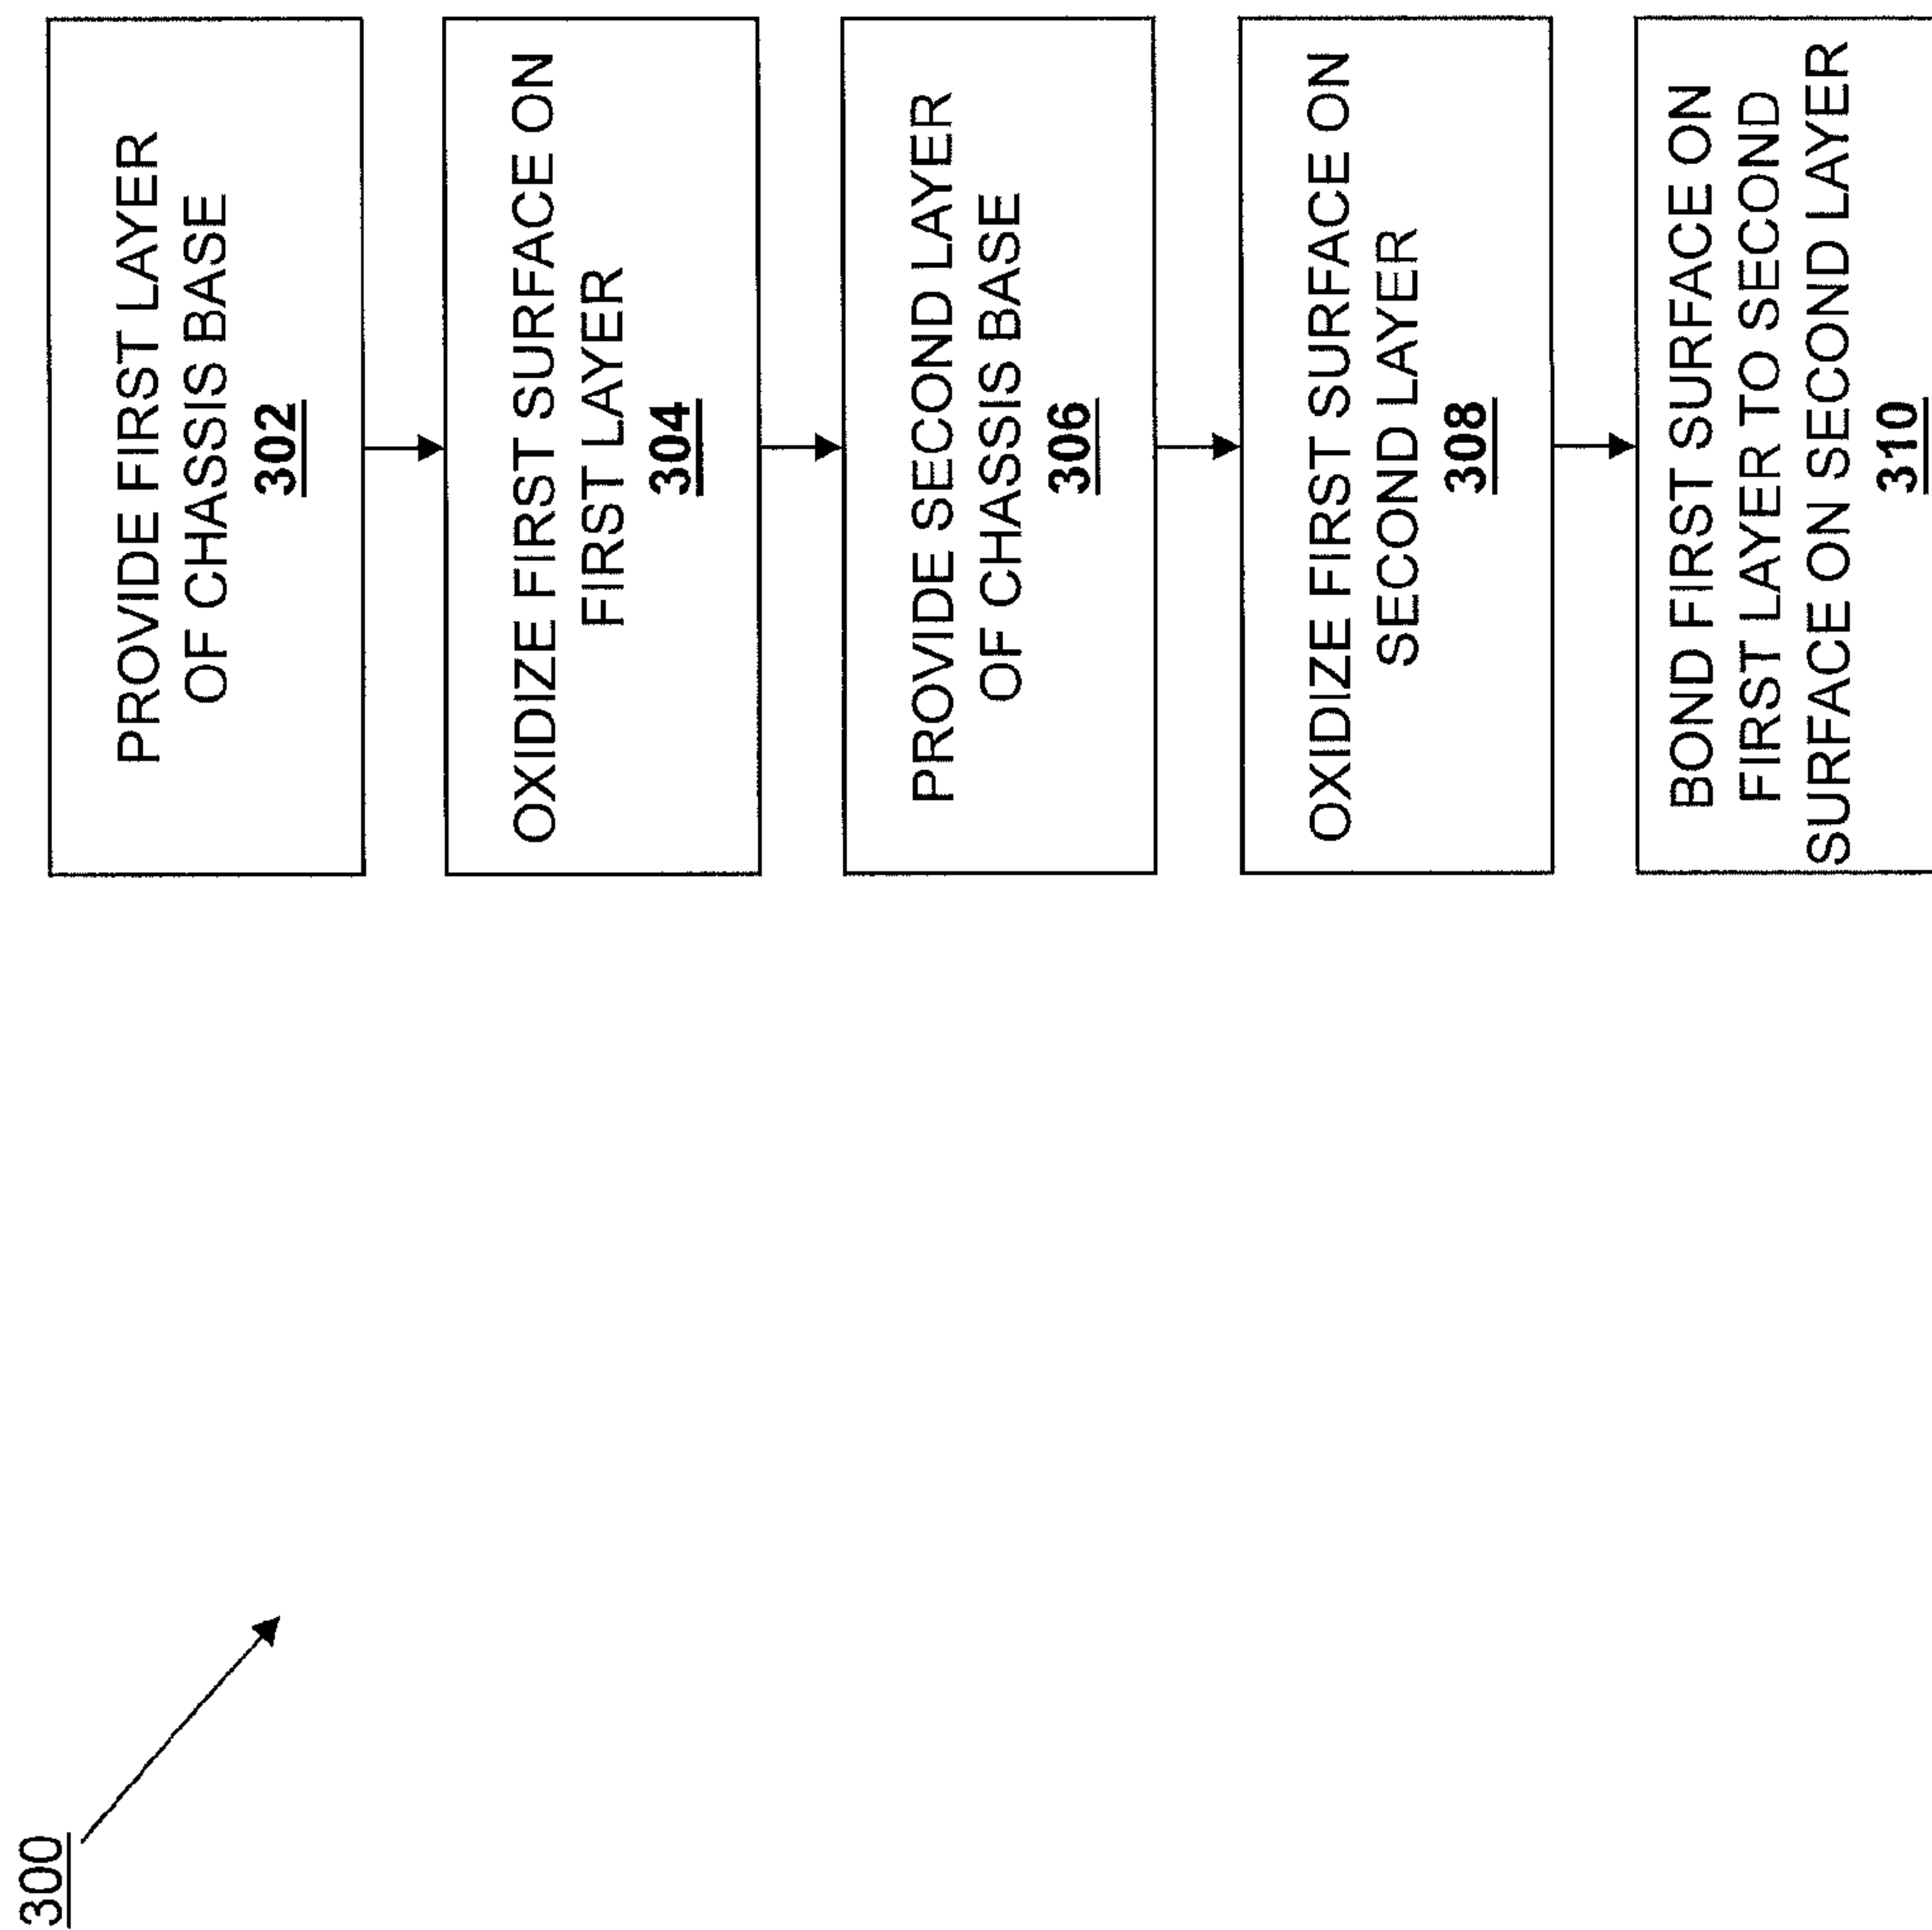 300
PROVIDE FIRST LAYER
OF CHASSIS BASE
302
OXIDIZE FIRST SURFACE ON
FIRST LAYER
304
PROVIDE SECOND LAYER
OF CHASSIS BASE
306
OXIDIZE FIRST SURFACE ON
SECOND LAYER
308
BOND FIRST SURFACE ON
FIRST LAYER TO SECOND
SURFACE ON SECOND LAYER
310